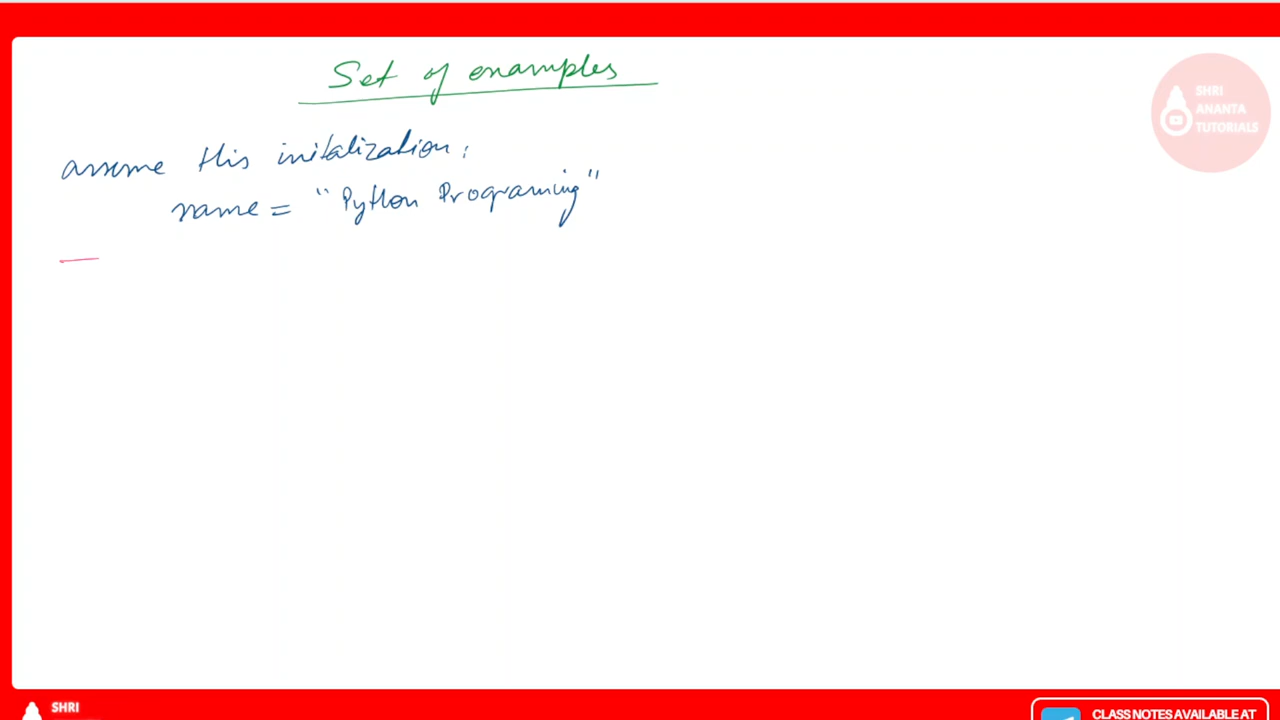 Set of examples
assume this initalization:
name = "Python Programing"
SHRI
ANANTA
TUTORIALS
SHRI
CLASS NOTES AVAILABLE AT